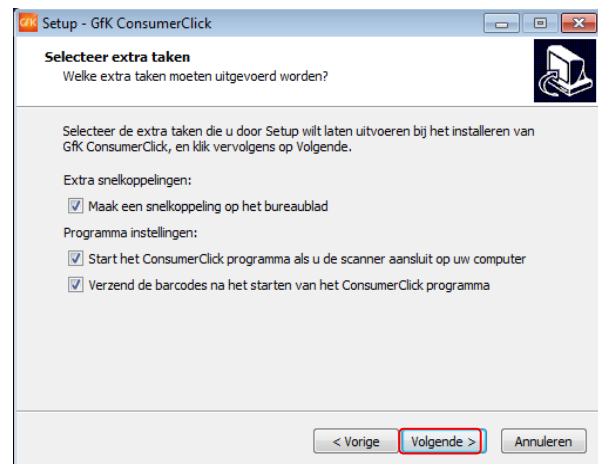 GfK Setup - GfK ConsumerClick
Selecteer extra taken
Welke extra taken moeten uitgevoerd worden?
Selecteer de extra taken die u door Setup wilt laten uitvoeren bij het installeren van
GfK ConsumerClick, en klik vervolgens op Volgende.
Extra snelkoppelingen:
Maak een snelkoppeling op het bureaublad
Programma instellingen:
Start het ConsumerClick programma als u de scanner aansluit op uw computer
Verzend de barcodes na het starten van het ConsumerClick programma
< Vorige Volgende > Annuleren